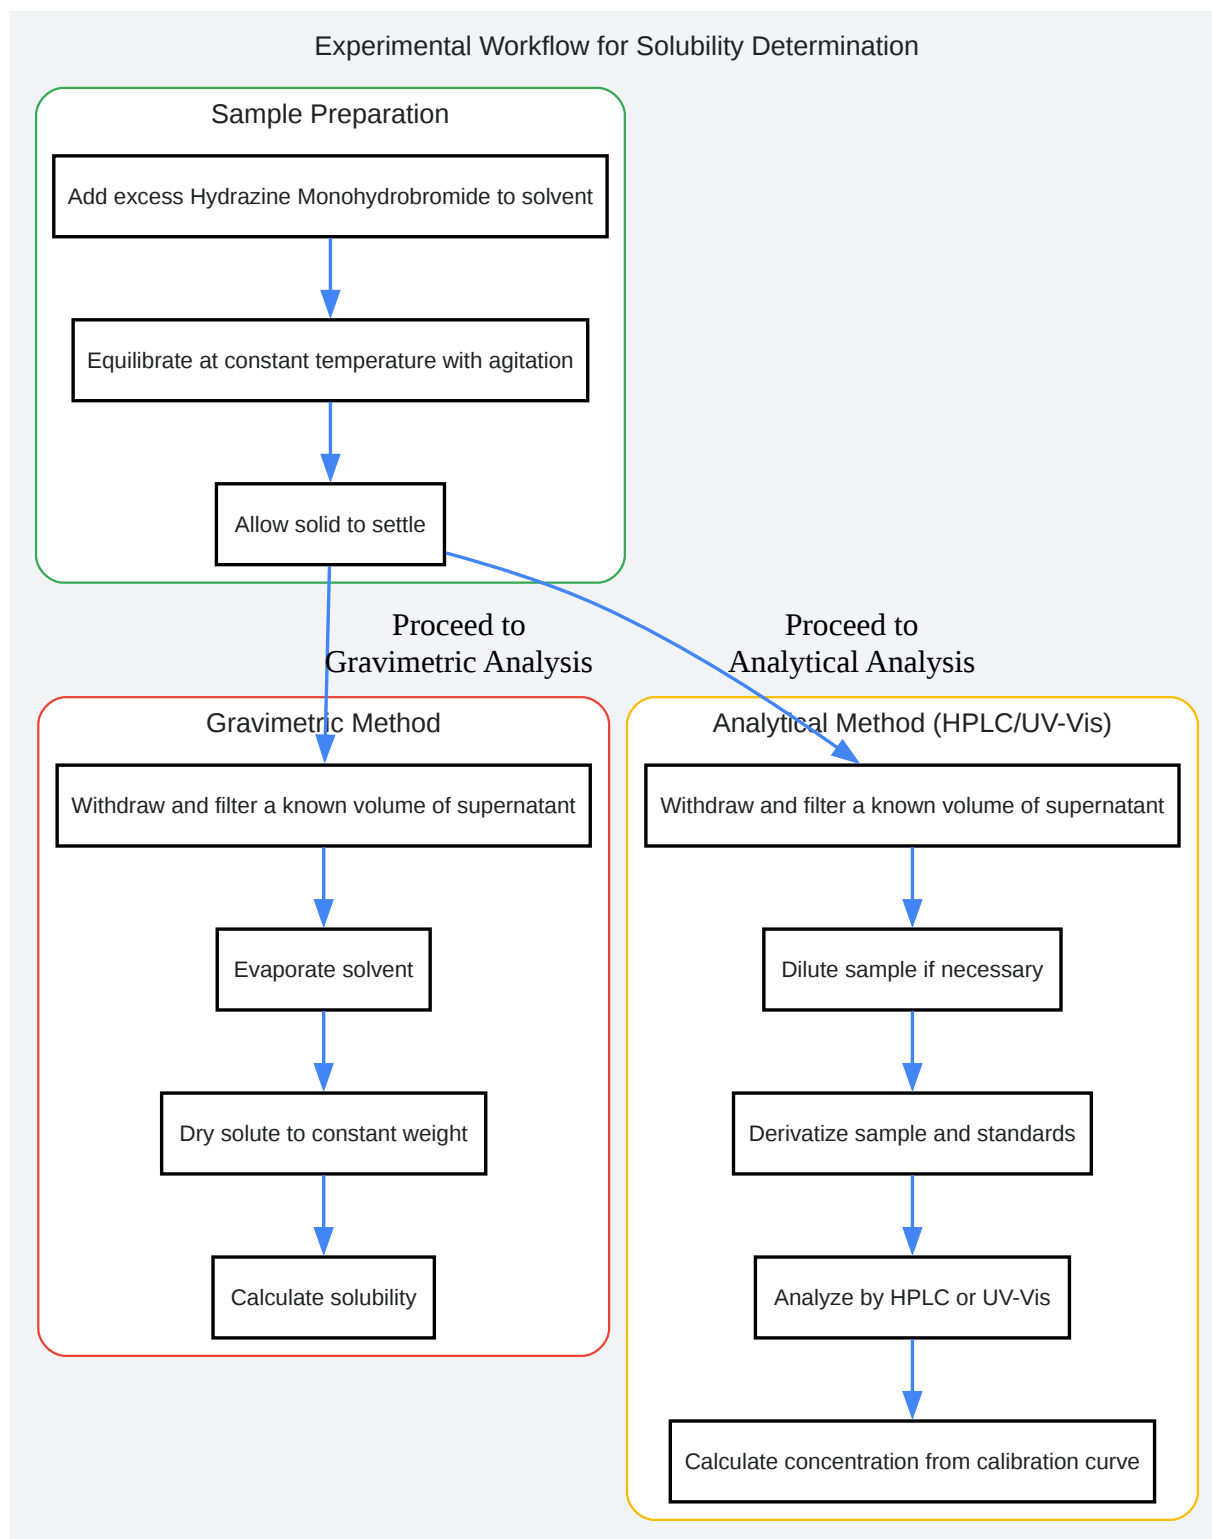 Experimental Workflow for Solubility Determination
Sample Preparation
Add excess Hydrazine Monohydrobromide to solvent
Equilibrate at constant temperature with agitation
Allow solid to settle
Proceed to
Gravimetric Analysis
Proceed to
Analytical Analysis
Gravimetric Method
Withdraw and filter a known volume of supernatant
Evaporate solvent
Dry solute to constant weight
Calculate solubility
Analytical Method (HPLC/UV-Vis)
Withdraw and filter a known volume of supernatant
Dilute sample if necessary
Derivatize sample and standards
Analyze by HPLC or UV-Vis
Calculate concentration from calibration curve